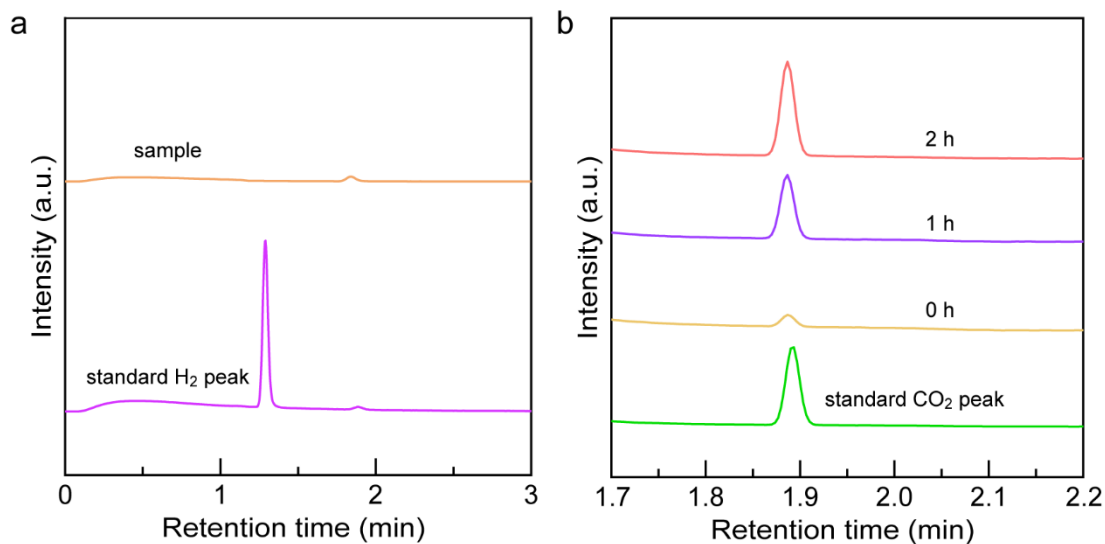 a
Intensity (a.u.)
sample
standard H₂ peak
0 1 2 3
Retention time (min)
b
Intensity (a.u.)
2 h
1 h
0 h
standard CO₂ peak
1.7 1.8 1.9 2.0 2.1 2.2
Retention time (min)